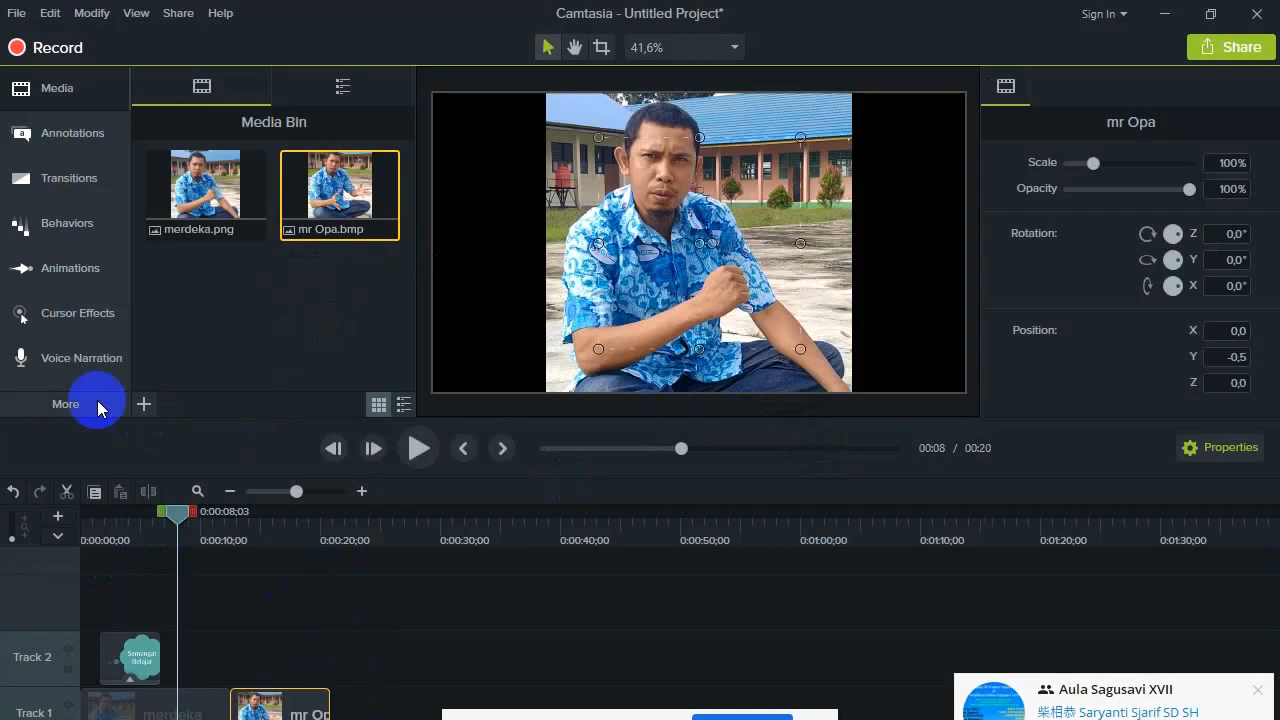 File Edit Modify View Share Help
Camtasia - Untitled Project*
Sign In
Record
41,6%
Share
Media
Annotations
Transitions
Behaviors
Animations
Cursor Effects
Voice Narration
More
Media Bin
merdeka.png
mr Opa.bmp
mr Opa
Scale 100%
Opacity 100%
Rotation: Z 0,0°
Y 0,0°
X 0,0°
Position: X 0,0
Y -0,5
Z 0,0
00:08 / 00:20
Properties
0:00:08;03
0:00:00;00 0:00:10;00 0:00:20;00 0:00:30;00 0:00:40;00 0:00:50;00 0:01:00;00 0:01:10;00 0:01:20;00 0:01:30;00
Track 2
Semangat
Belajar
Track 1
merdeka
mr Op
Aula Sagusavi XVII
柴相恭 Saryanti Sjarif SD SH